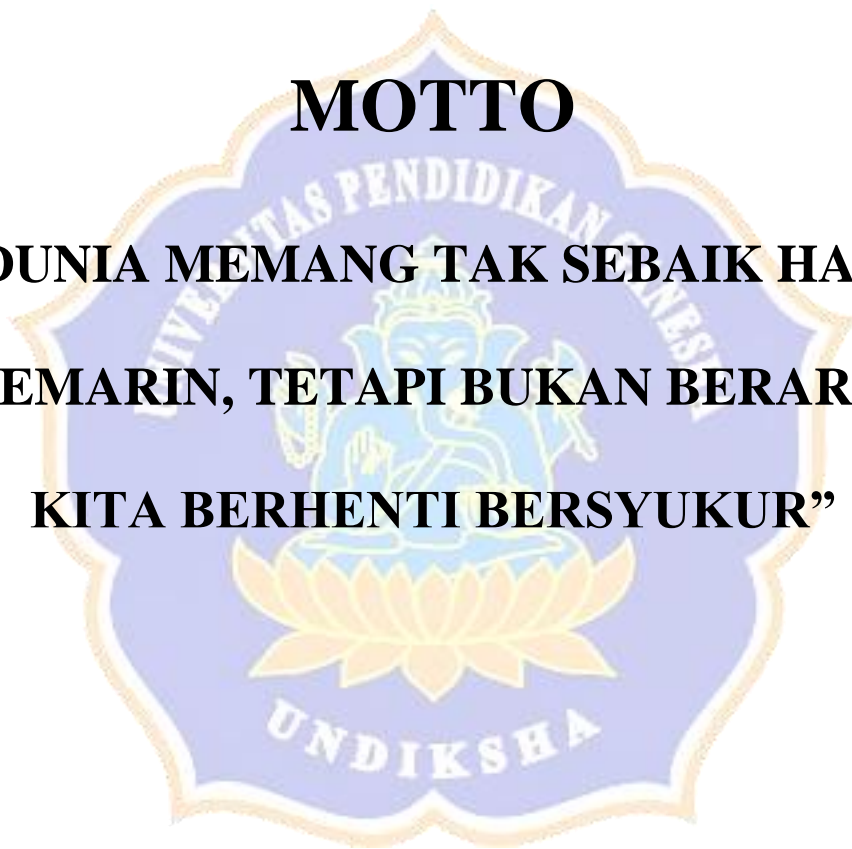 MOTTO
UNIVERSITAS PENDIDIKAN GANESHA
DUNIA MEMANG TAK SEBAIK HA
EMARIN, TETAPI BUKAN BERAR
KITA BERHENTI BERSYUKUR”
UNDIKSHA